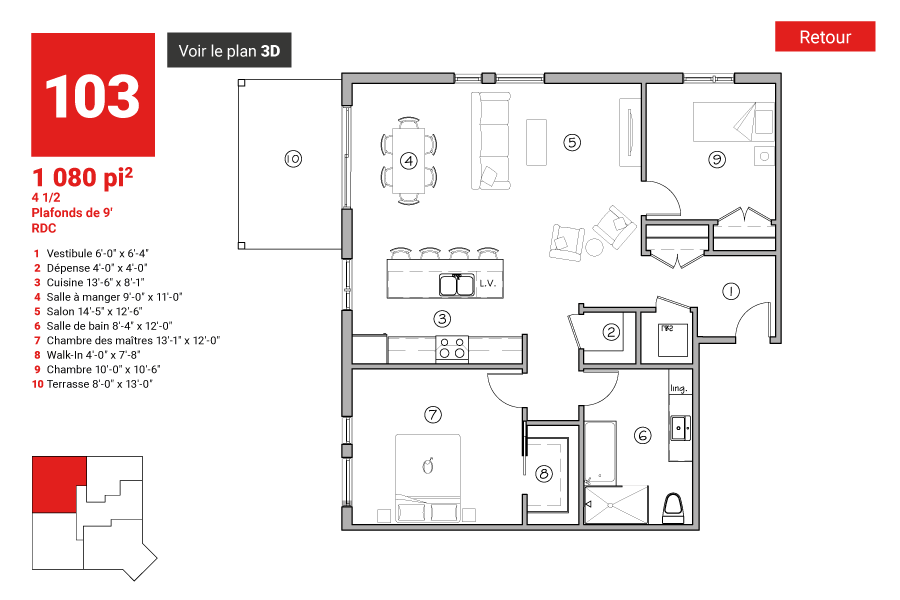 103
Voir le plan 3D
Retour
1 080 pi²
4 1/2
Plafonds de 9'
RDC
1 Vestibule 6'-0" x 6'-4"
2 Dépense 4'-0" x 4'-0"
3 Cuisine 13'-6" x 8'-1"
4 Salle à manger 9'-0" x 11'-0"
5 Salon 14'-5" x 12'-6"
6 Salle de bain 8'-4" x 12'-0"
7 Chambre des maîtres 13'-1" x 12'-0"
8 Walk-In 4'-0" x 7'-8"
9 Chambre 10'-0" x 10'-6"
10 Terrasse 8'-0" x 13'-0"
10
4
5
9
L.V.
1
3
2
ling.
7
6
8